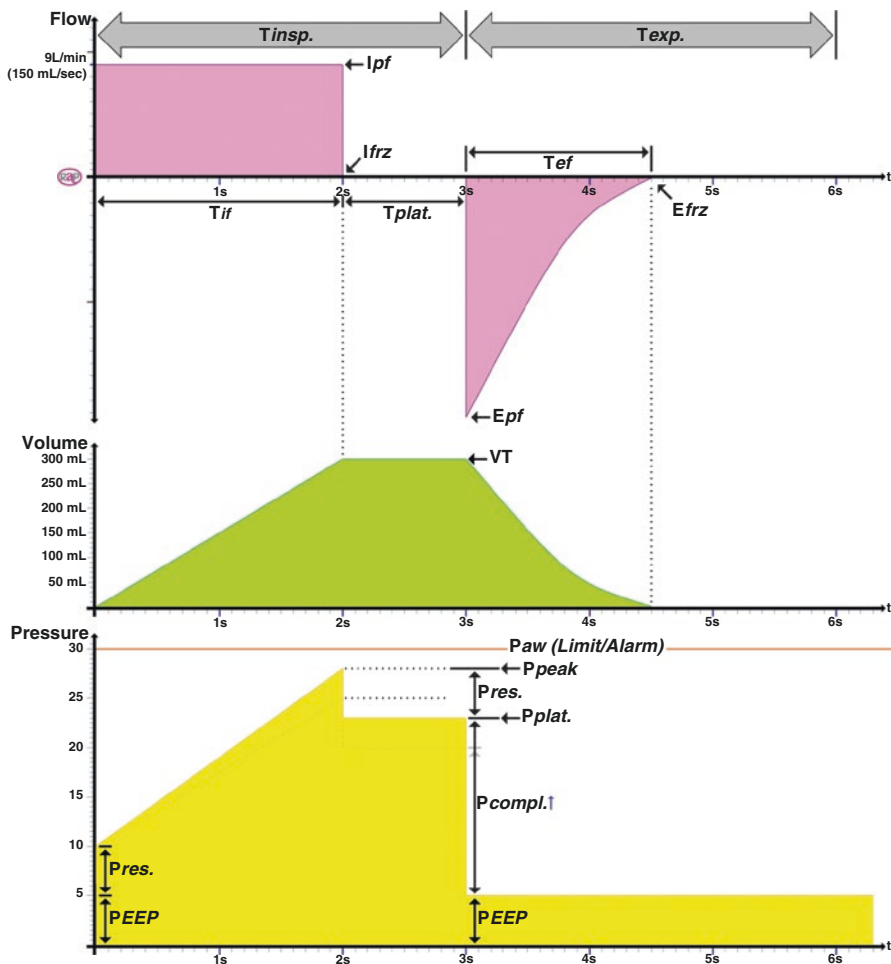 Flow
Tinsp.
Texp.
9L/min
(150 mL/sec)
Ipf
Ifrz
Tef
t
1s
2s
3s
4s
5s
6s
Tif
Tplat.
Efrz
Epf
Volume
300 mL
VT
250 mL
200 mL
150 mL
100 mL
50 mL
t
1s
2s
3s
4s
5s
6s
Pressure
30
Paw (Limit/Alarm)
Ppeak
25
Pres.
Pplat.
20
15
Pcompl.↑
10
Pres.
5
PEEP
PEEP
t
1s
2s
3s
4s
5s
6s